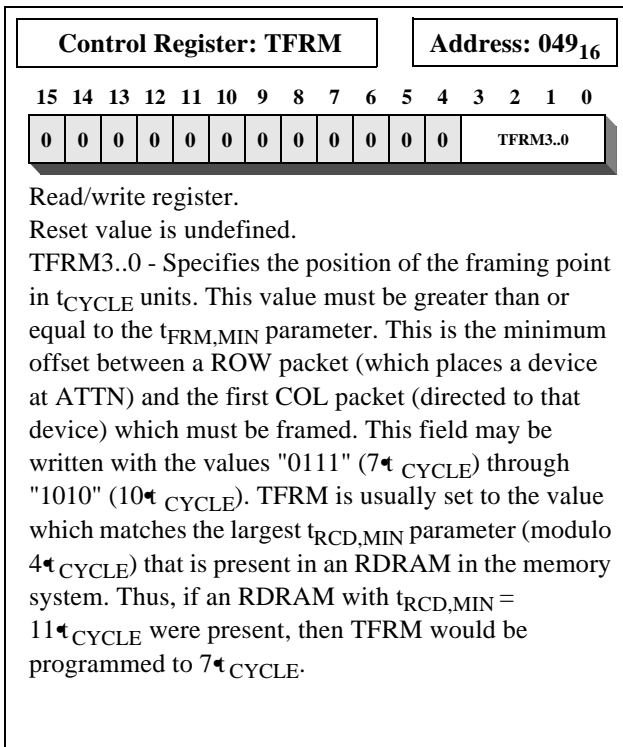 Control Register: TFRM Address: 049₁₆
15 14 13 12 11 10 9 8 7 6 5 4 3 2 1 0
0 0 0 0 0 0 0 0 0 0 0 0 TFRM3..0
Read/write register.
Reset value is undefined.
TFRM3..0 - Specifies the position of the framing point
in tCYCLE units. This value must be greater than or
equal to the tFRM,MIN parameter. This is the minimum
offset between a ROW packet (which places a device
at ATTN) and the first COL packet (directed to that
device) which must be framed. This field may be
written with the values "0111" (7•t CYCLE) through
"1010" (10•t CYCLE). TFRM is usually set to the value
which matches the largest tRCD,MIN parameter (modulo
4•t CYCLE) that is present in an RDRAM in the memory
system. Thus, if an RDRAM with tRCD,MIN =
11•t CYCLE were present, then TFRM would be
programmed to 7•t CYCLE.